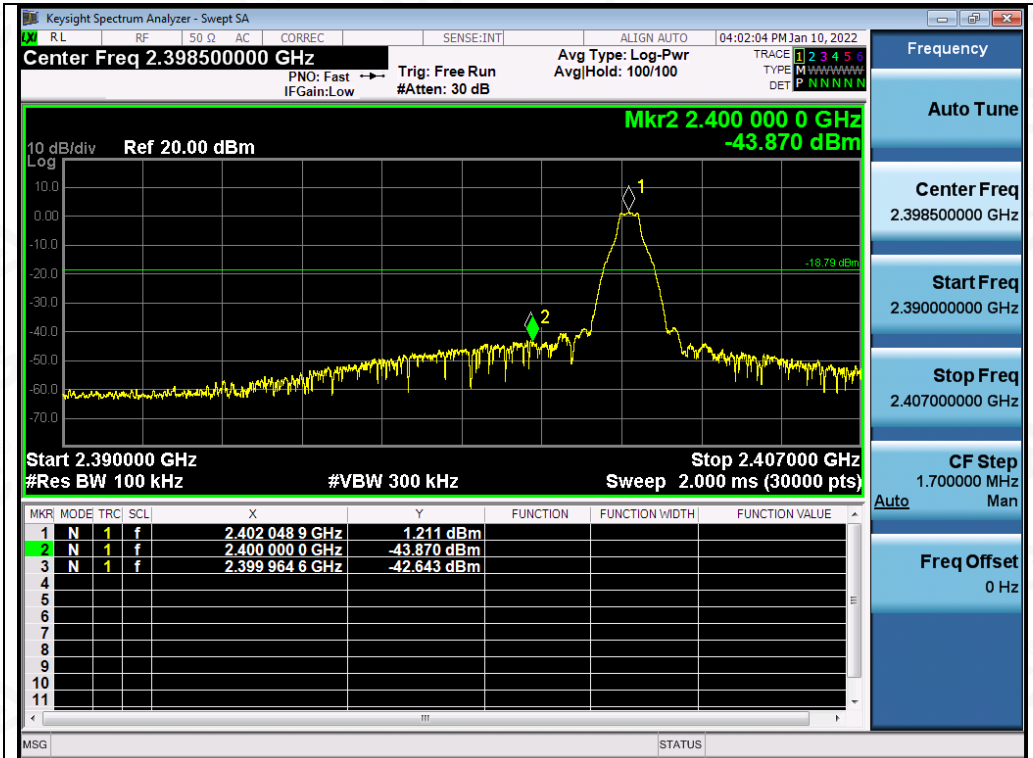 Keysight Spectrum Analyzer - Swept SA
LXI RL RF 50 Ω AC CORREC SENSE:INT ALIGN AUTO 04:02:04 PM Jan 10, 2022
Center Freq 2.398500000 GHz
PNO: Fast
IFGain:Low
Trig: Free Run
#Atten: 30 dB
Avg Type: Log-Pwr
Avg|Hold: 100/100
TRACE 1 2 3 4 5 6
TYPE M WWWWW
DET P N N N N N
Mkr2 2.400 000 0 GHz
-43.870 dBm
10 dB/div Ref 20.00 dBm
Log
10.0
0.00
-10.0
-20.0
-30.0
-40.0
-50.0
-60.0
-70.0
1
-18.79 dBm
2
Start 2.390000 GHz Stop 2.407000 GHz
#Res BW 100 kHz #VBW 300 kHz Sweep 2.000 ms (30000 pts)
MKR MODE TRC SCL X Y FUNCTION FUNCTION WIDTH FUNCTION VALUE
1 N 1 f 2.402 048 9 GHz 1.211 dBm
2 N 1 f 2.400 000 0 GHz -43.870 dBm
3 N 1 f 2.399 964 6 GHz -42.643 dBm
4
5
6
7
8
9
10
11
MSG STATUS
Frequency
Auto Tune
Center Freq
2.398500000 GHz
Start Freq
2.390000000 GHz
Stop Freq
2.407000000 GHz
CF Step
1.700000 MHz
Auto Man
Freq Offset
0 Hz